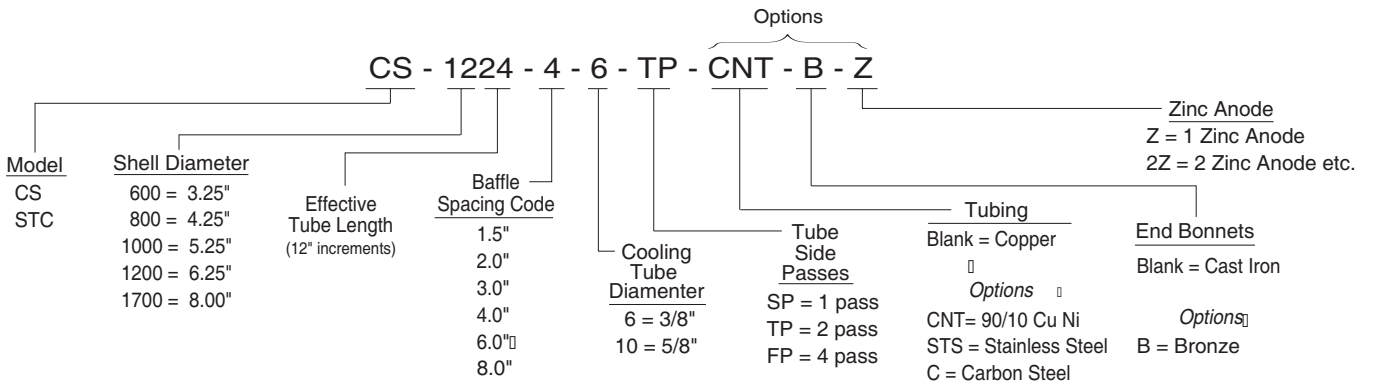 Options
CS - 1224 - 4 - 6 - TP - CNT - B - Z
Zinc Anode
Z = 1 Zinc Anode
2Z = 2 Zinc Anode etc.
Model
CS
STC
Shell Diameter
600 = 3.25"
800 = 4.25"
1000 = 5.25"
1200 = 6.25"
1700 = 8.00"
Effective
Tube Length
(12" increments)
Baffle
Spacing Code
1.5"
2.0"
3.0"
4.0"
6.0"▯
8.0"
Cooling
Tube
Diamenter
6 = 3/8"
10 = 5/8"
Tube
Side
Passes
SP = 1 pass
TP = 2 pass
FP = 4 pass
Tubing
Blank = Copper
▯
Options ▯
CNT= 90/10 Cu Ni
STS = Stainless Steel
C = Carbon Steel
End Bonnets
Blank = Cast Iron
Options▯
B = Bronze